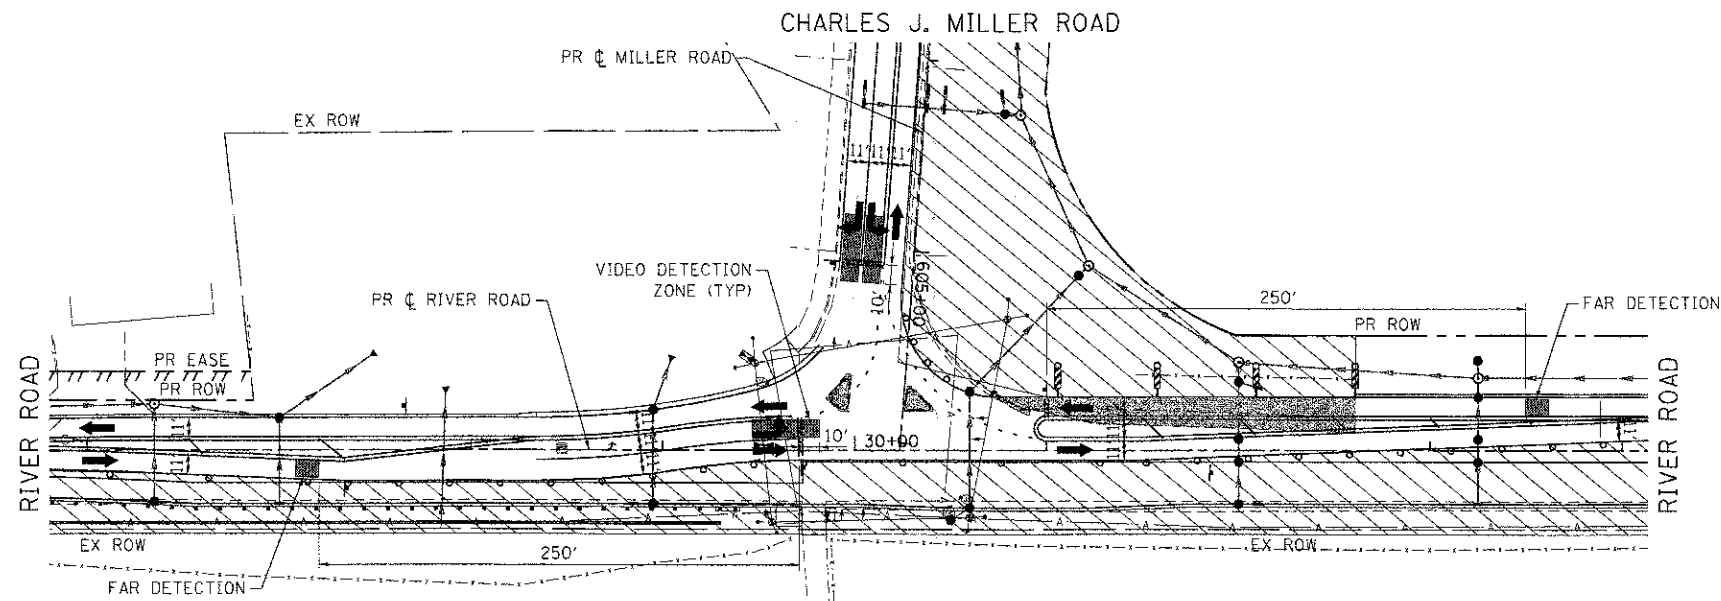 CHARLES J. MILLER ROAD
PR ℄ MILLER ROAD
EX ROW
11' 11' 11'
VIDEO DETECTION
ZONE (TYP)
PR ℄ RIVER ROAD
10'
605+00
250'
FAR DETECTION
PR ROW
PR EASE
PR ROW
RIVER ROAD
RIVER ROAD
11'
11'
10'
30+00
11'
EX ROW
250'
EX ROW
FAR DETECTION